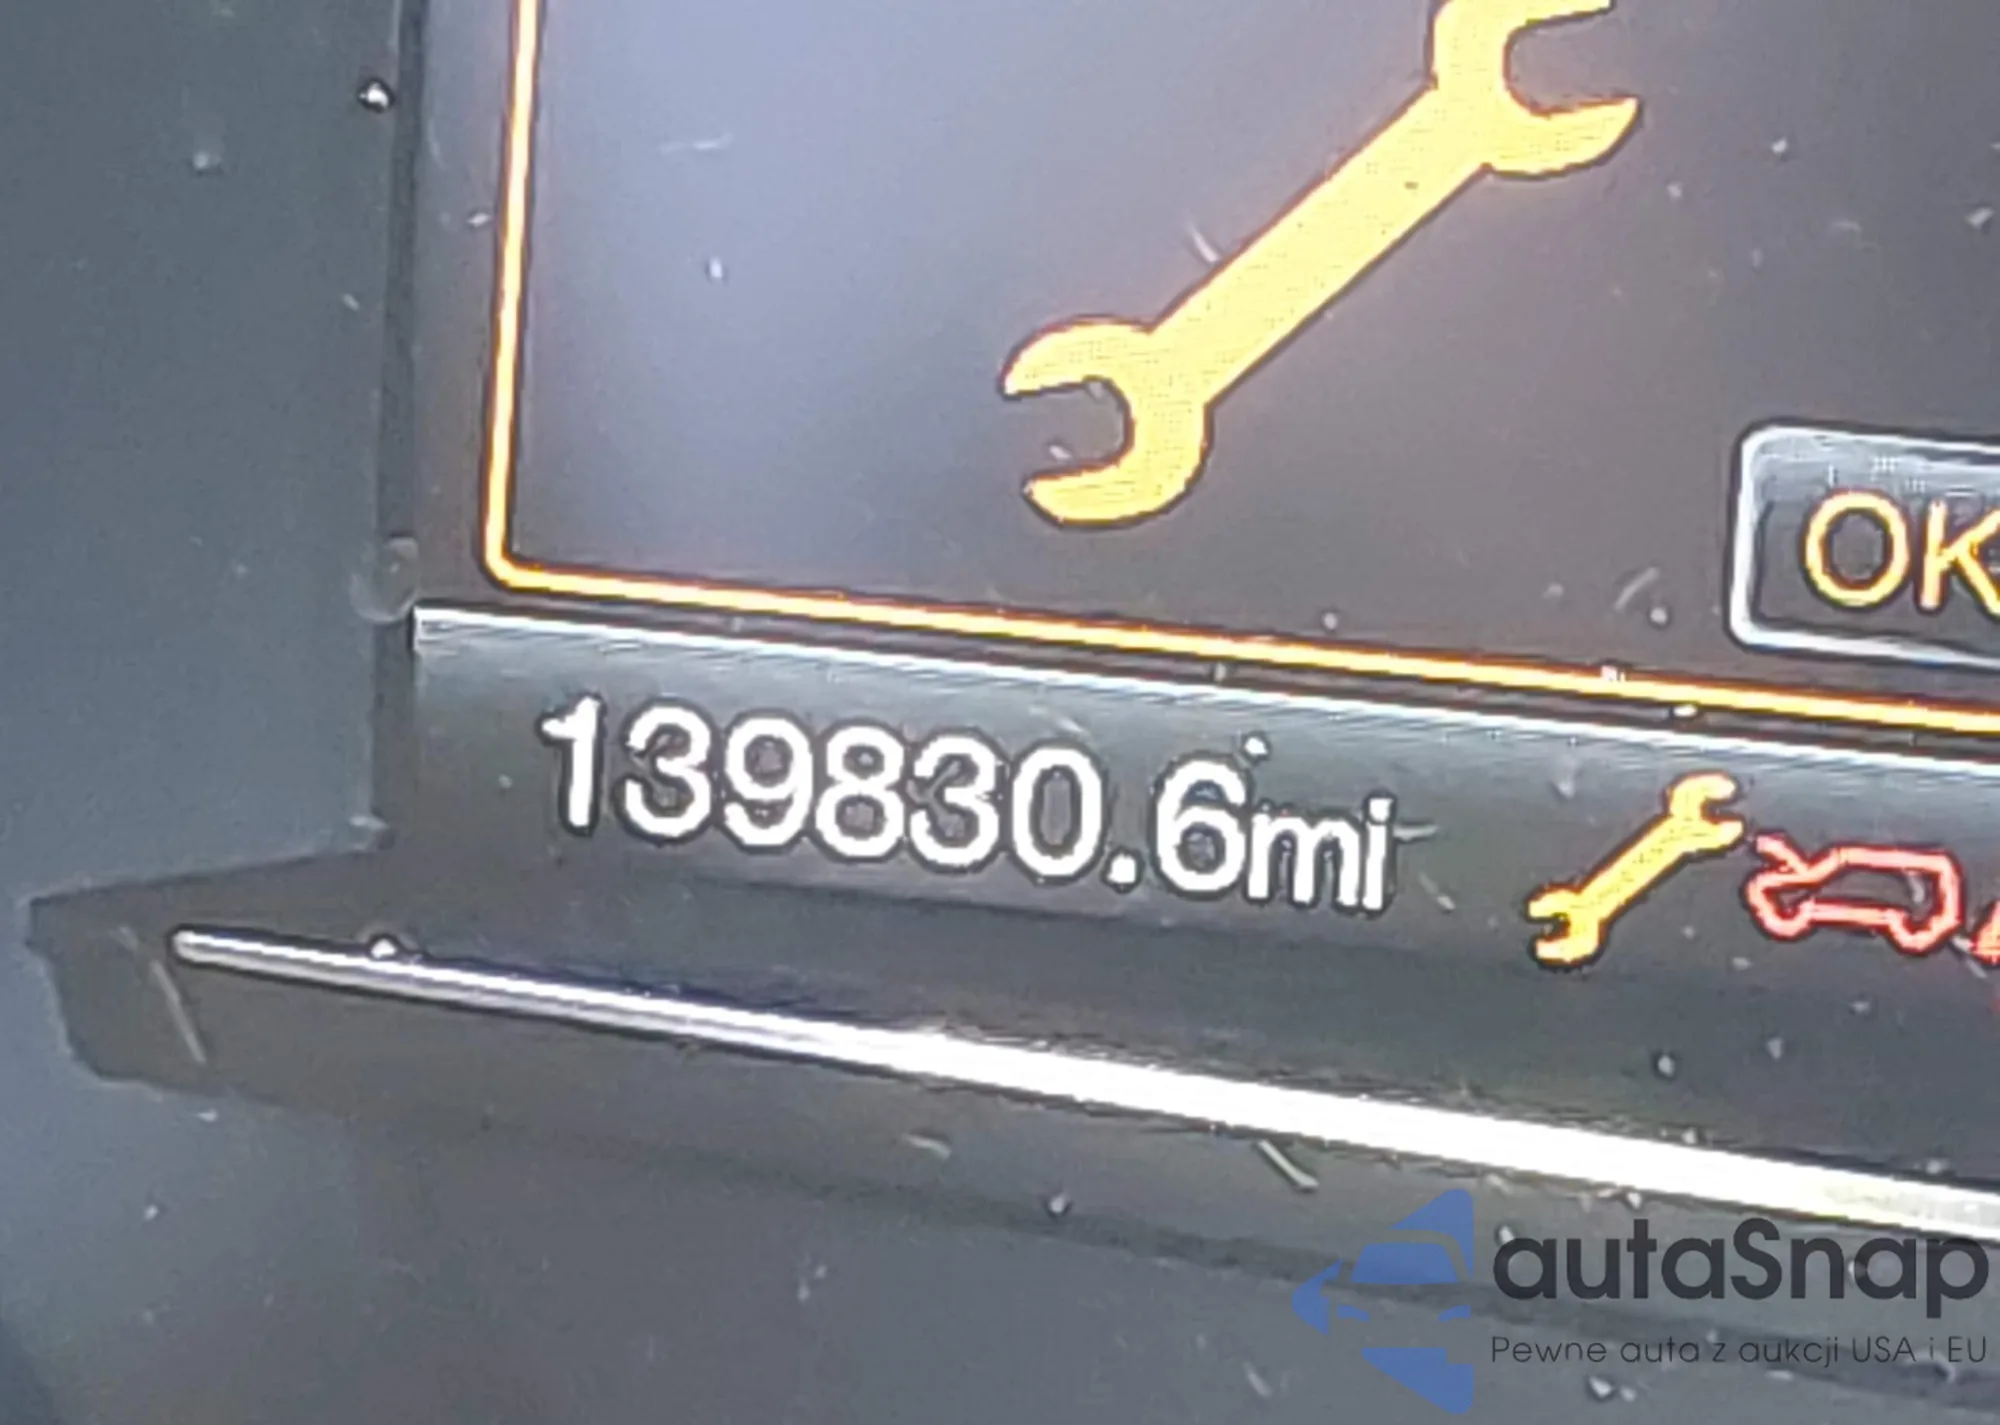 OK
139830.6mi
autaSnap
Pewne auta z aukcji USA i EU